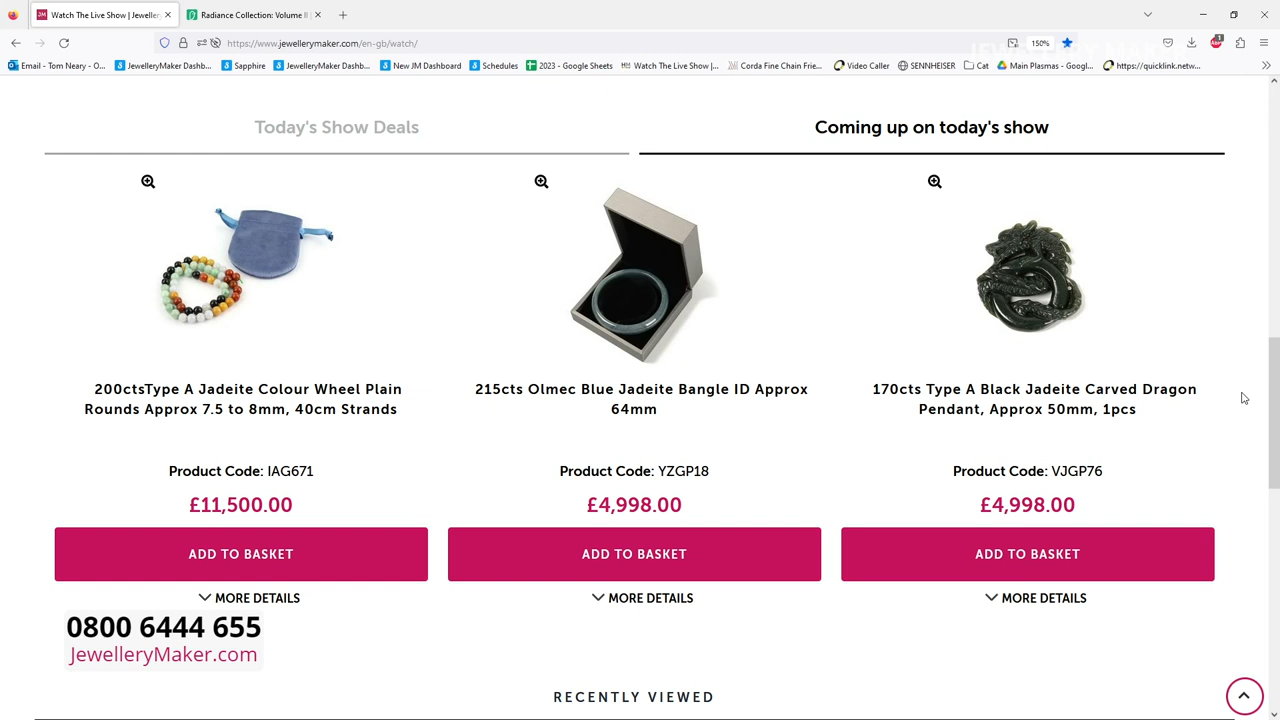 Watch The Live Show | Jeweller
Radiance Collection: Volume II
https://www.jewellerymaker.com/en-gb/watch/
150%
Email - Tom Neary - O...
JewelleryMaker Dashb...
Sapphire
JewelleryMaker Dashb...
New JM Dashboard
Schedules
2023 - Google Sheets
Watch The Live Show |...
Corda Fine Chain Frie...
Video Caller
SENNHEISER
Cat
Main Plasmas - Googl...
https://quicklink.netw...
Today's Show Deals
Coming up on today's show
200ctsType A Jadeite Colour Wheel Plain
Rounds Approx 7.5 to 8mm, 40cm Strands
Product Code: IAG671
£11,500.00
ADD TO BASKET
MORE DETAILS
215cts Olmec Blue Jadeite Bangle ID Approx
64mm
Product Code: YZGP18
£4,998.00
ADD TO BASKET
MORE DETAILS
170cts Type A Black Jadeite Carved Dragon
Pendant, Approx 50mm, 1pcs
Product Code: VJGP76
£4,998.00
ADD TO BASKET
MORE DETAILS
0800 6444 655
JewelleryMaker.com
RECENTLY VIEWED